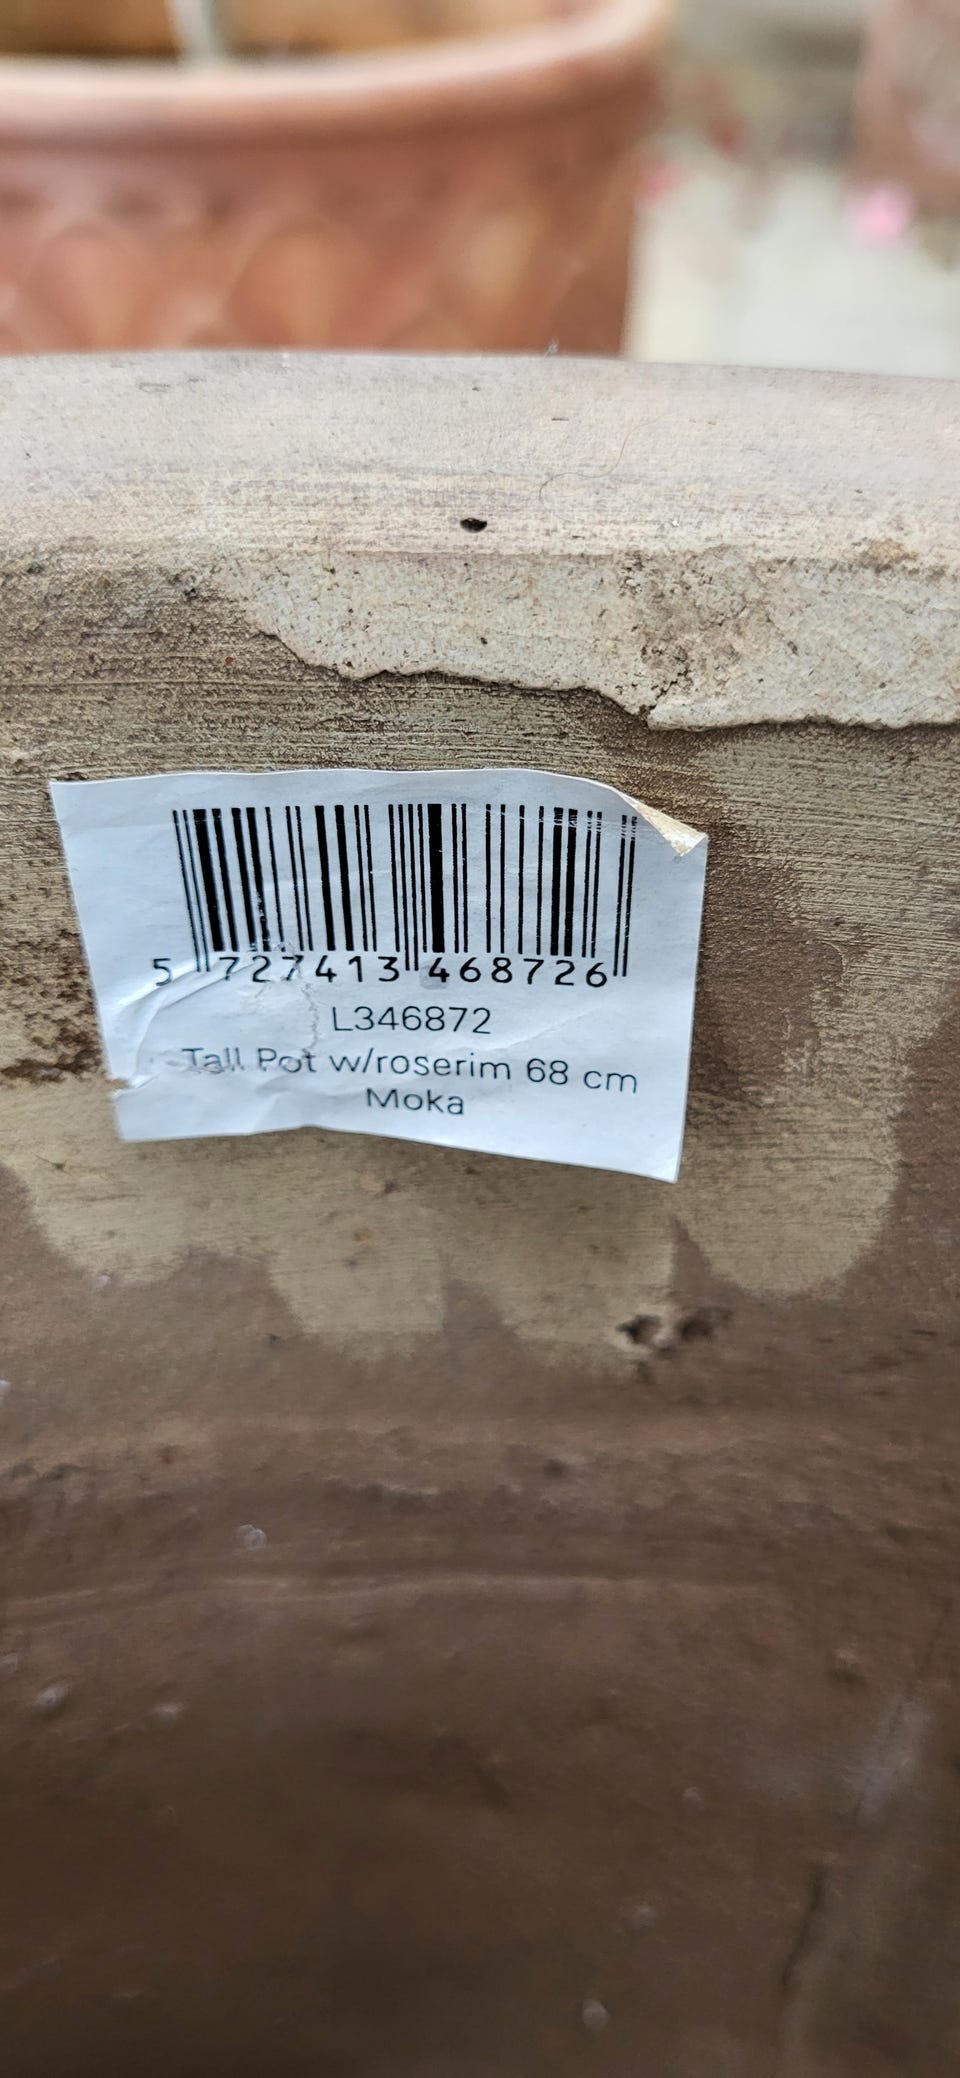 5 727413 468726
L346872
Tall Pot w/roserim 68 cm
Moka